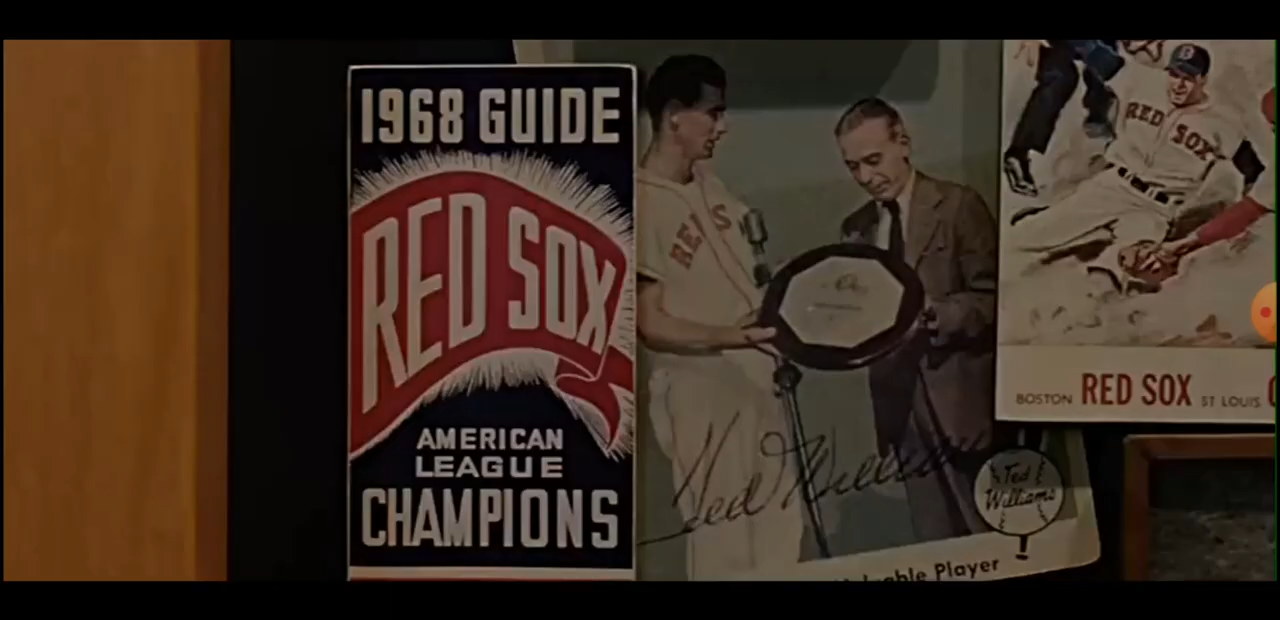 1968 GUIDE
RED SOX
AMERICAN
LEAGUE
CHAMPIONS
RED S
Ted Williams
Ted
Williams
Player
RED SOX
B
BOSTON RED SOX ST LOUIS